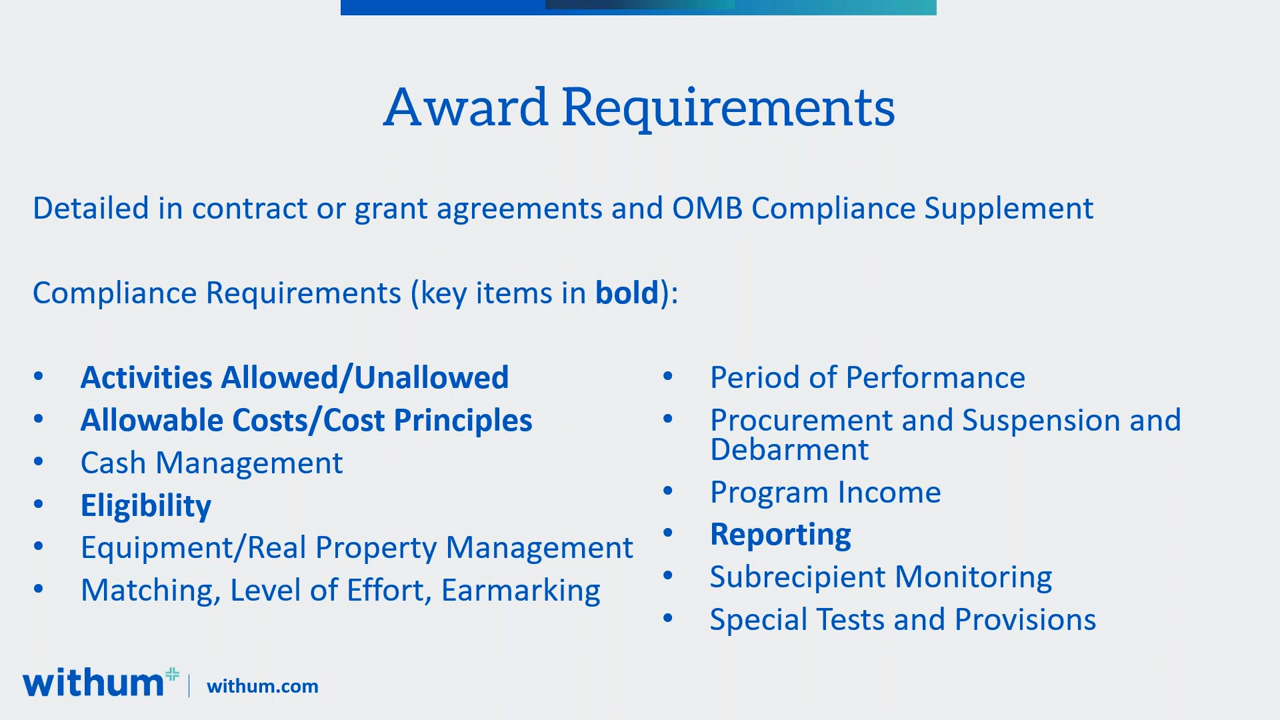 Award Requirements
Detailed in contract or grant agreements and OMB Compliance Supplement
Compliance Requirements (key items in bold):
• Activities Allowed/Unallowed
• Allowable Costs/Cost Principles
• Cash Management
• Eligibility
• Equipment/Real Property Management
• Matching, Level of Effort, Earmarking
• Period of Performance
• Procurement and Suspension and
Debarment
• Program Income
• Reporting
• Subrecipient Monitoring
• Special Tests and Provisions
withum
withum.com